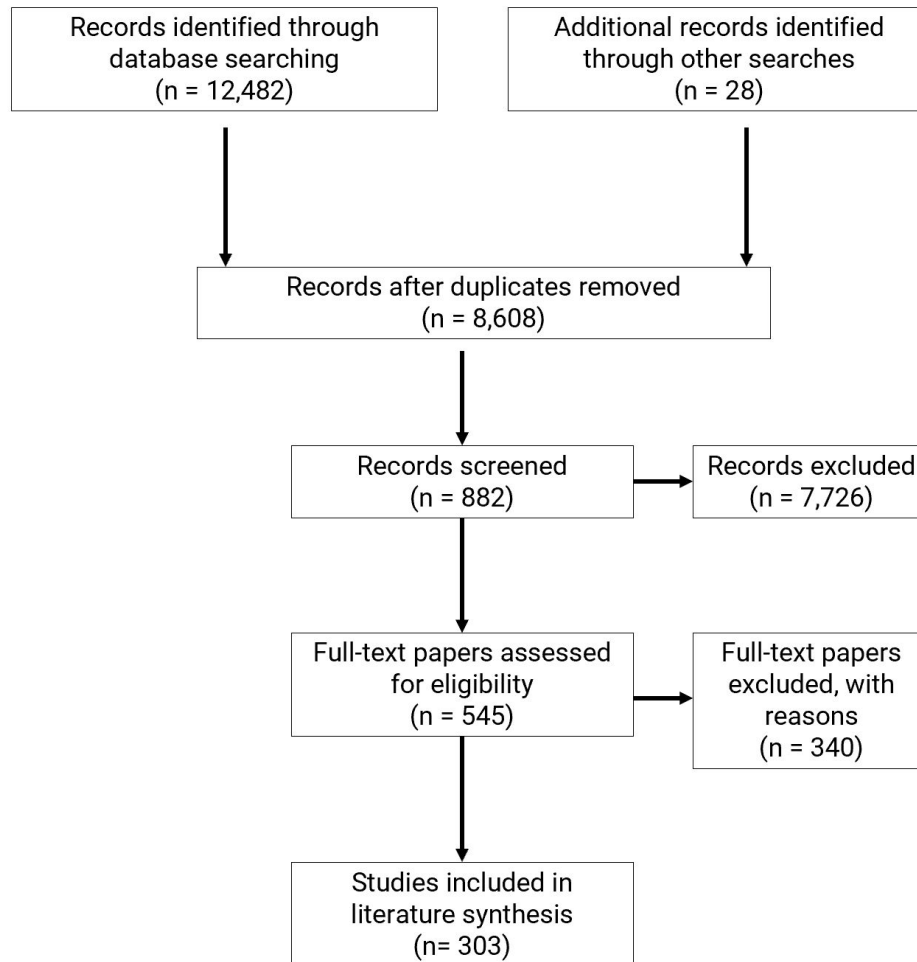 Records identified through
database searching
(n = 12,482)
Additional records identified
through other searches
(n = 28)
Records after duplicates removed
(n = 8,608)
Records screened
(n = 882)
Records excluded
(n = 7,726)
Full-text papers assessed
for eligibility
(n = 545)
Full-text papers
excluded, with
reasons
(n = 340)
Studies included in
literature synthesis
(n= 303)